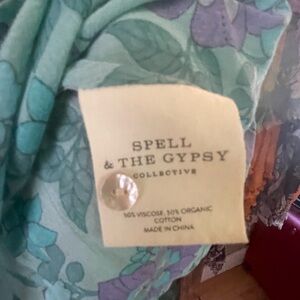 SPELL
& THE GYPSY
COLLECTIVE
50% VISCOSE, 50% ORGANIC
COTTON
MADE IN CHINA